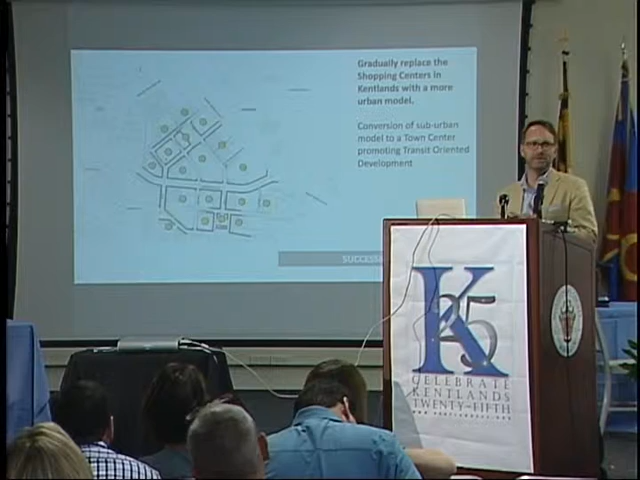 Gradually replace the
Shopping Centers in
Kentlands with a more
urban model.
Conversion of sub-urban
model to a Town Center
promoting Transit Oriented
Development
K
25
CELEBRATE
KENTLANDS
TWENTY-FIFTH